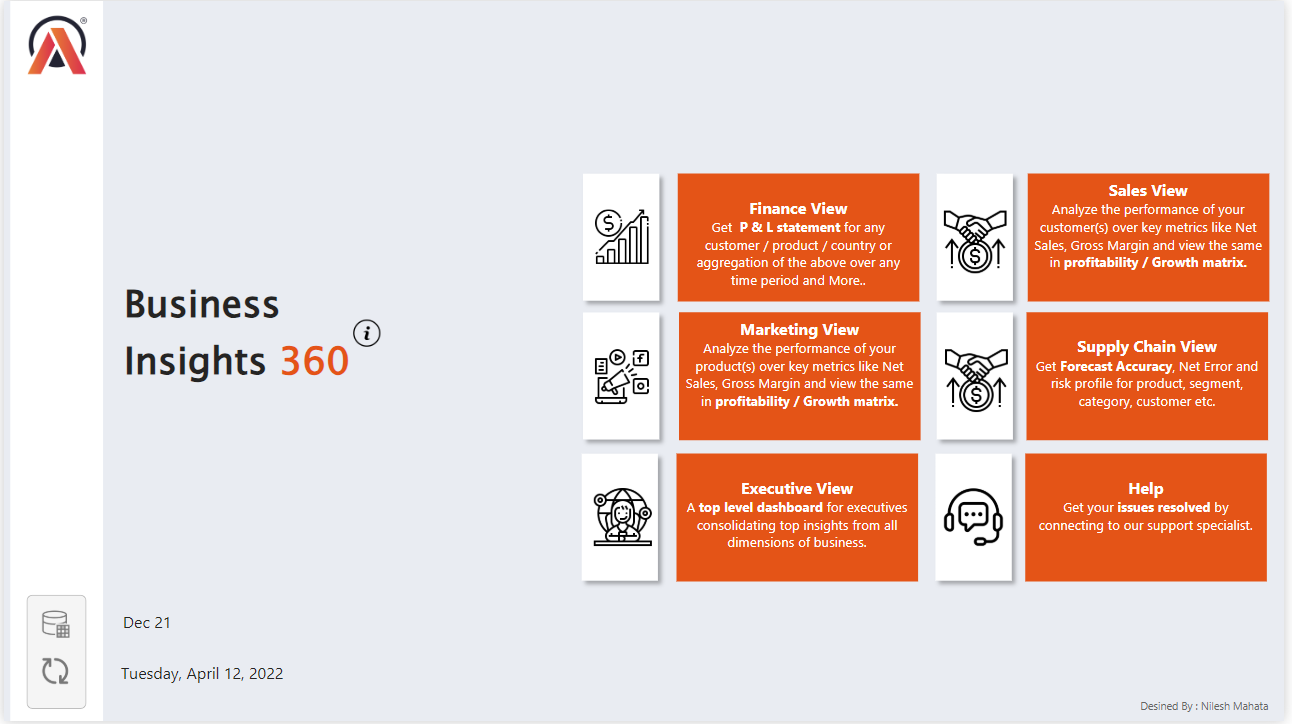 ®
Business
Insights 360
i
Finance View
Get P & L statement for any
customer / product / country or
aggregation of the above over any
time period and More..
Sales View
Analyze the performance of your
customer(s) over key metrics like Net
Sales, Gross Margin and view the same
in profitability / Growth matrix.
Marketing View
Analyze the performance of your
product(s) over key metrics like Net
Sales, Gross Margin and view the same
in profitability / Growth matrix.
Supply Chain View
Get Forecast Accuracy, Net Error and
risk profile for product, segment,
category, customer etc.
Executive View
A top level dashboard for executives
consolidating top insights from all
dimensions of business.
Help
Get your issues resolved by
connecting to our support specialist.
Dec 21
Tuesday, April 12, 2022
Desined By : Nilesh Mahata